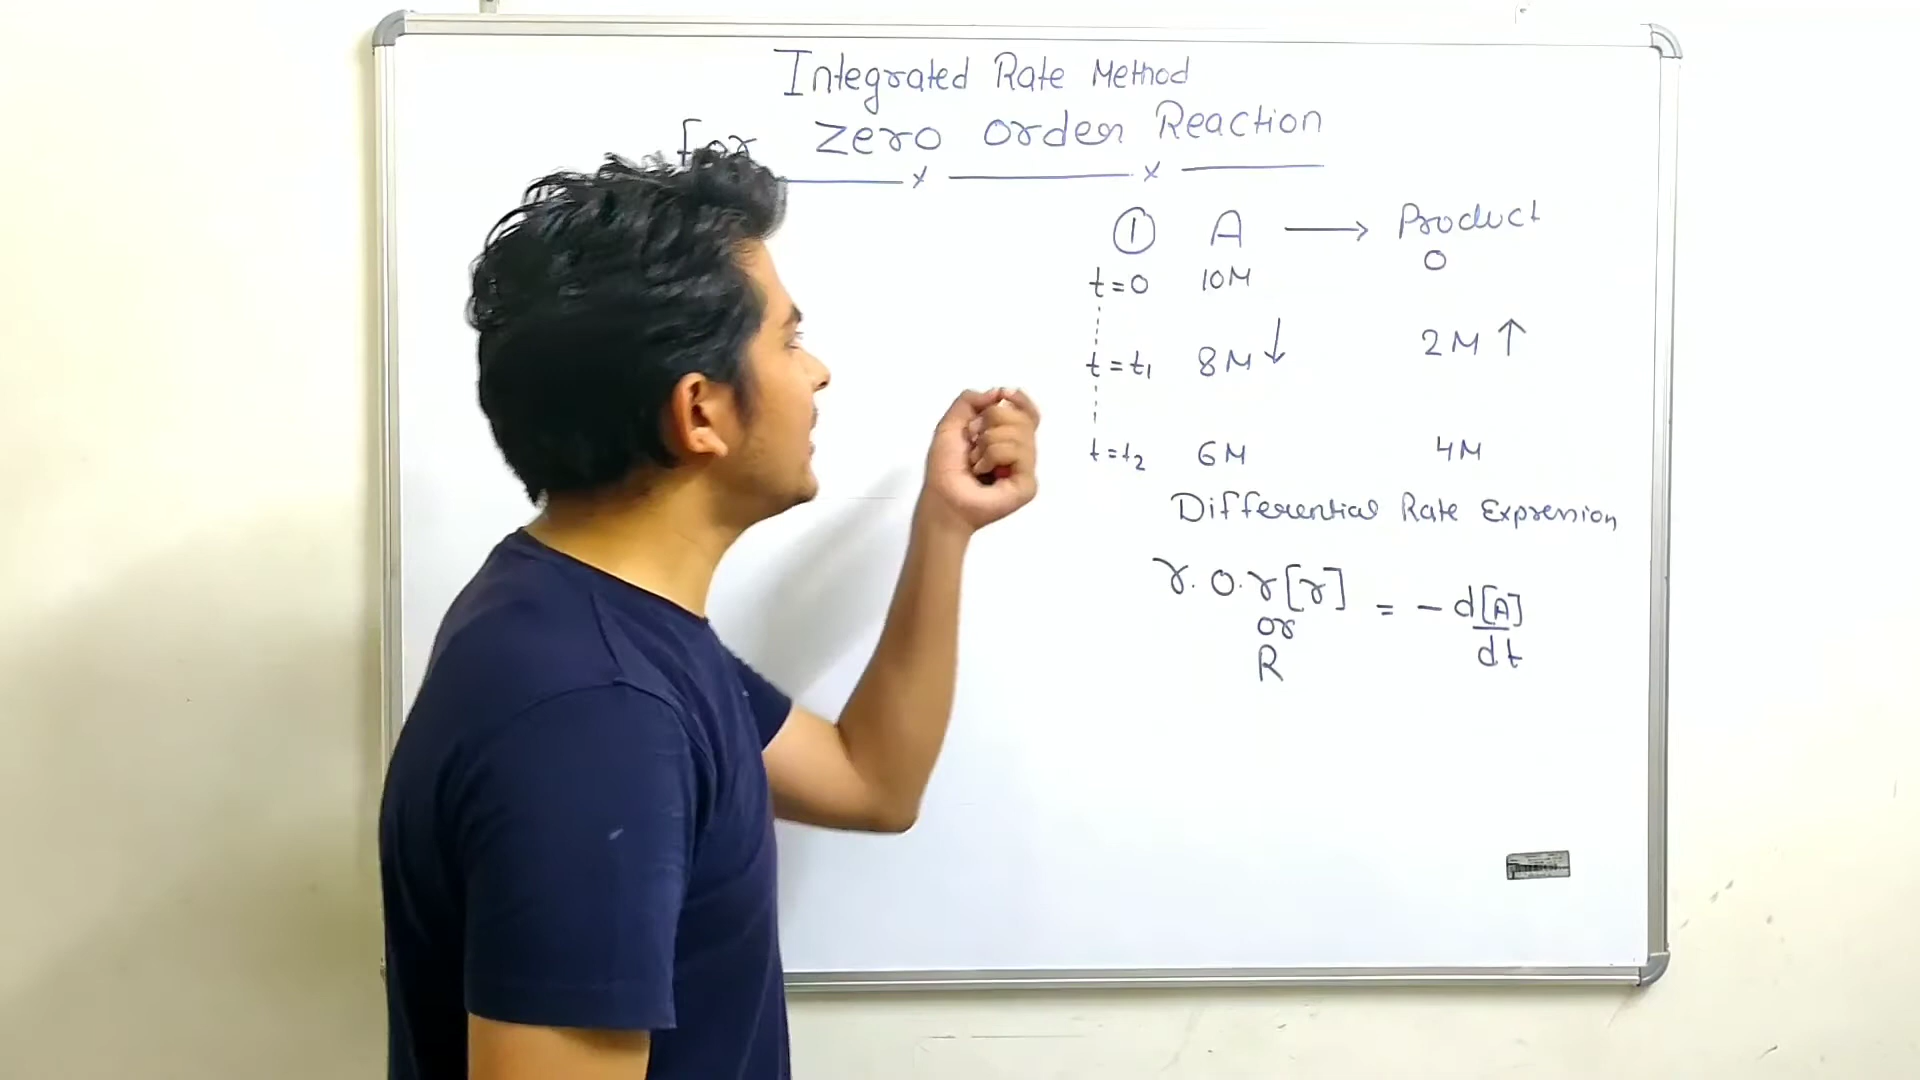 Integrated Rate Method
for zero order Reaction
① A ⟶ Product
t=0 10M 0
t=t₁ 8M↓ 2M↑
t=t₂ 6M 4M
Differential Rate Expression
r.o.r[r] = -d[A]
or dt
R